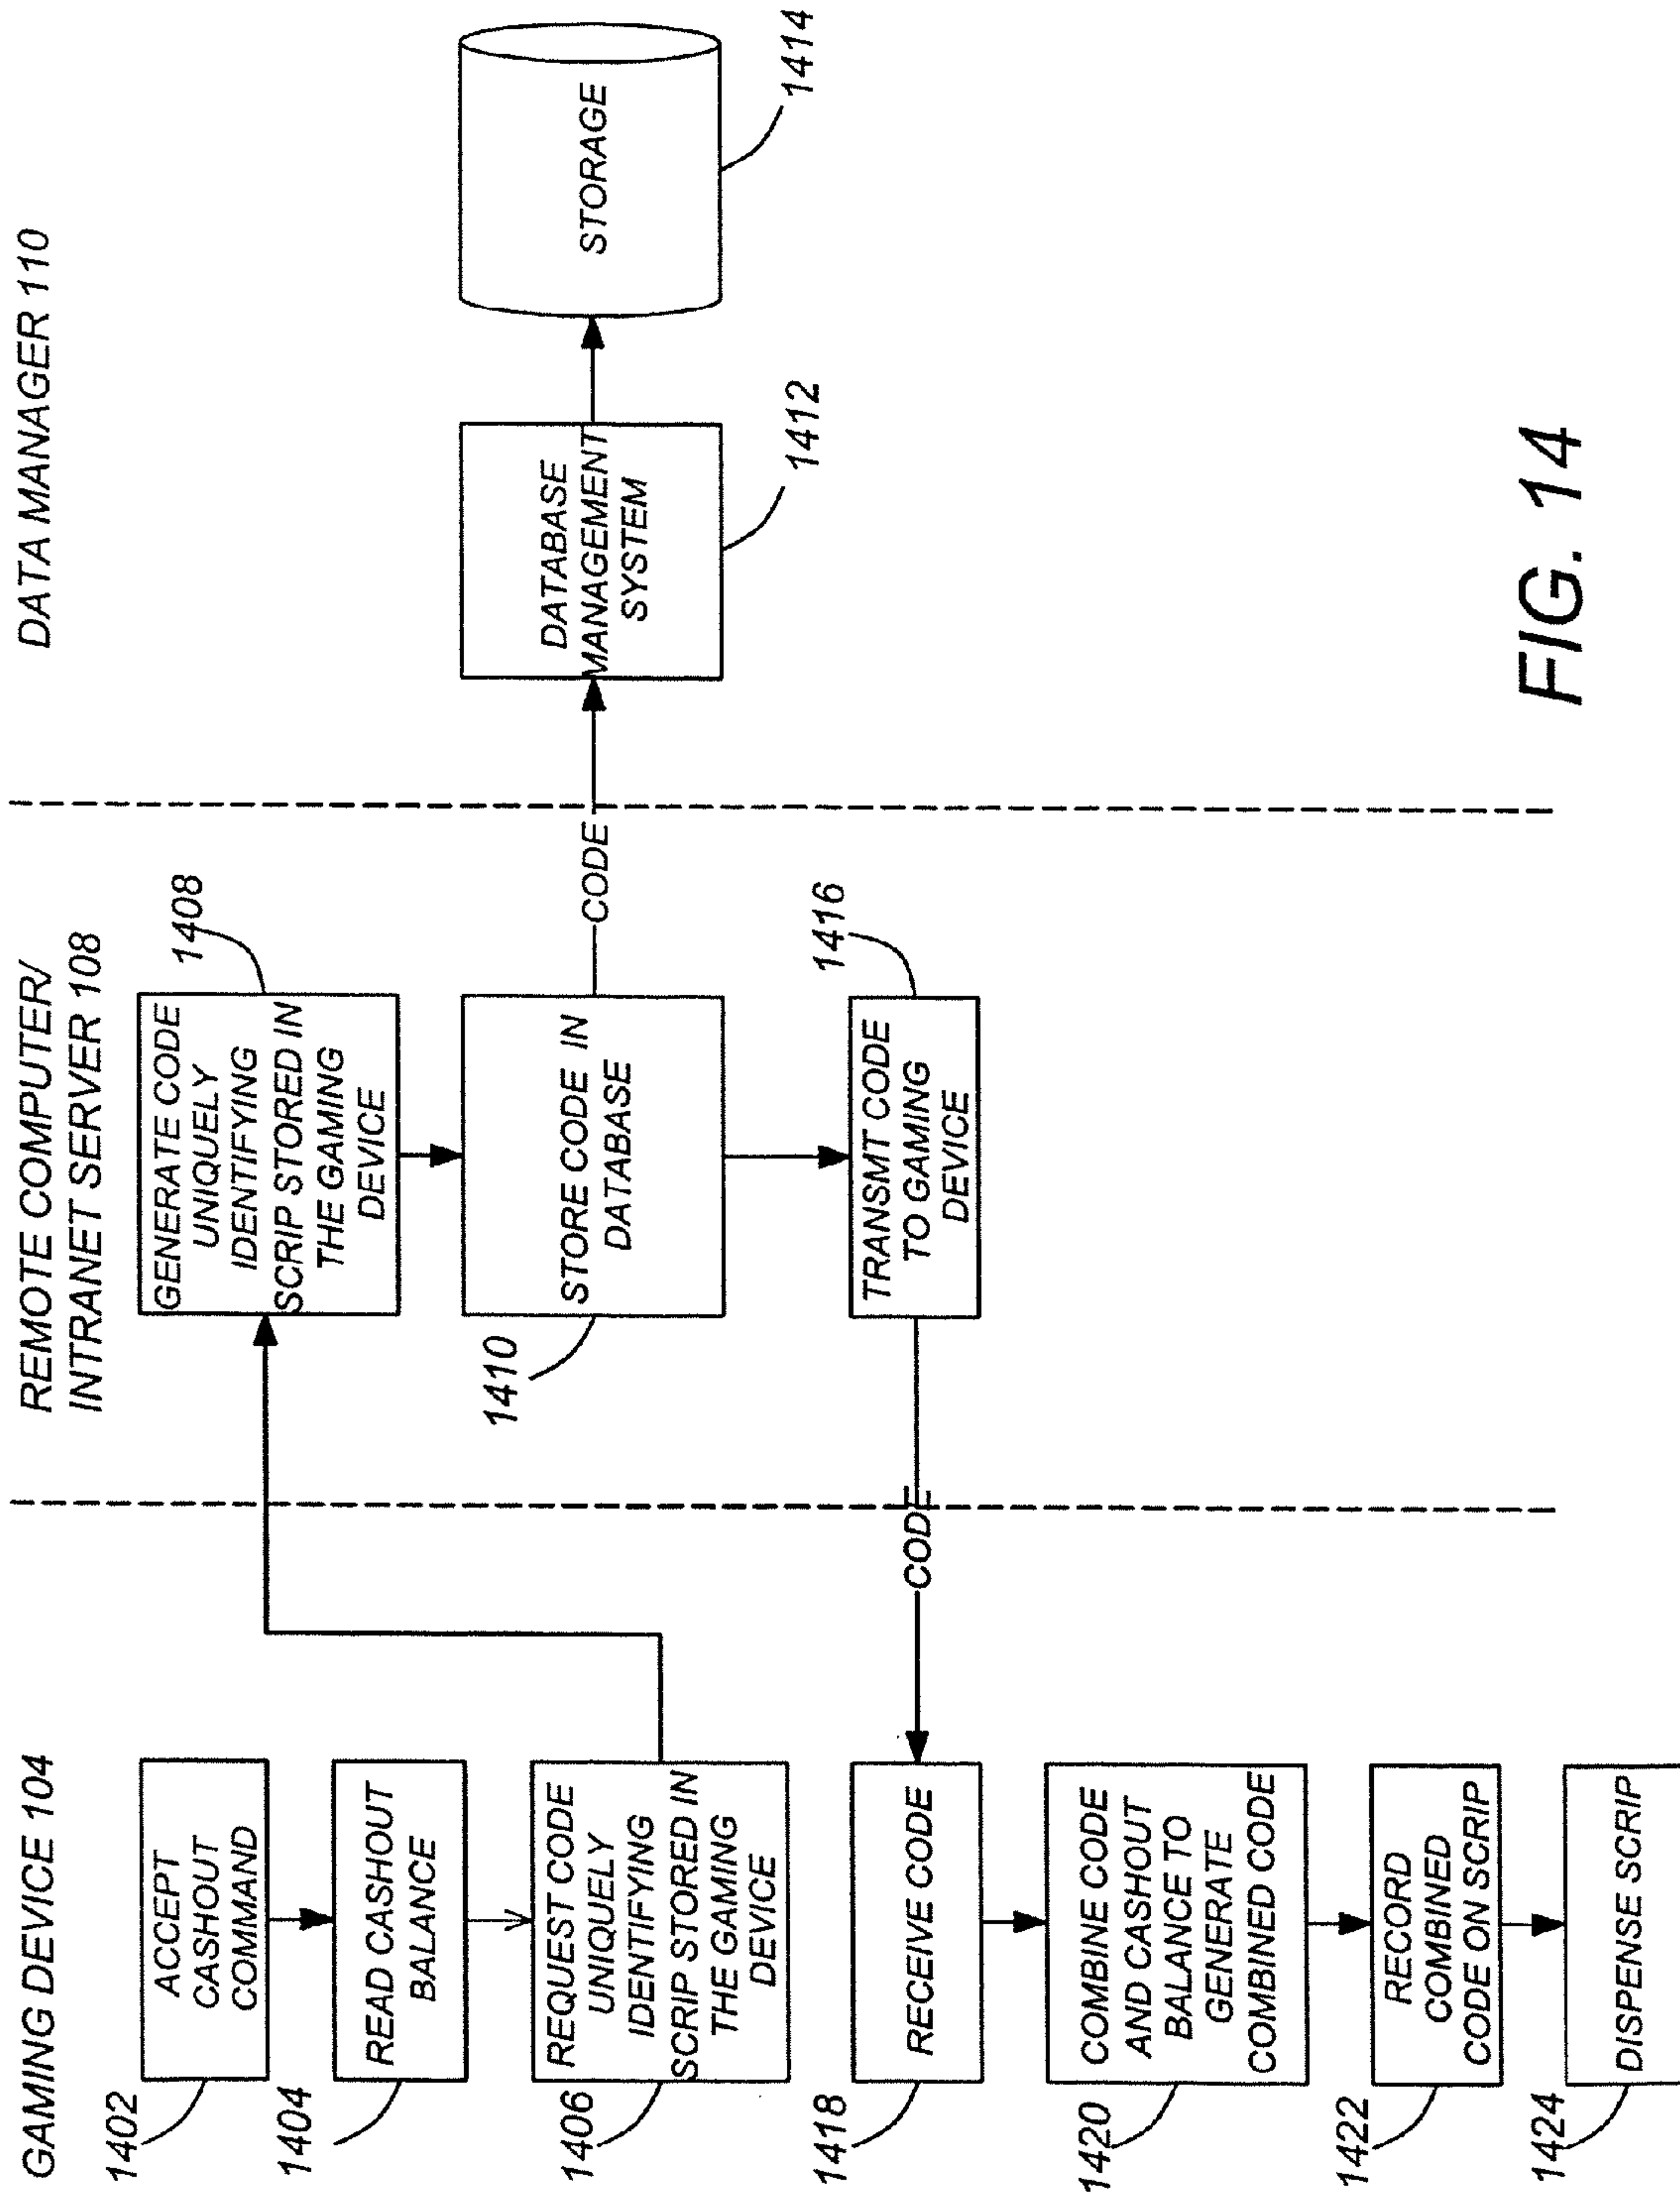 GAMING DEVICE 104
1402
ACCEPT
CASHOUT
COMMAND
1404
READ CASHOUT
BALANCE
1406
REQUEST CODE
UNIQUELY
IDENTIFYING
SCRIP STORED IN
THE GAMING
DEVICE
1418
RECEIVE CODE
1420
COMBINE CODE
AND CASHOUT
BALANCE TO
GENERATE
COMBINED CODE
1422
RECORD
COMBINED
CODE ON SCRIP
1424
DISPENSE SCRIP
REMOTE COMPUTER/
INTRANET SERVER 108
1408
GENERATE CODE
UNIQUELY
IDENTIFYING
SCRIP STORED IN
THE GAMING
DEVICE
1410
STORE CODE IN
DATABASE
CODE
1416
TRANSMT CODE
TO GAMING
DEVICE
CODE
DATA MANAGER 110
DATABASE
MANAGEMENT
SYSTEM
1412
STORAGE
1414
FIG. 14